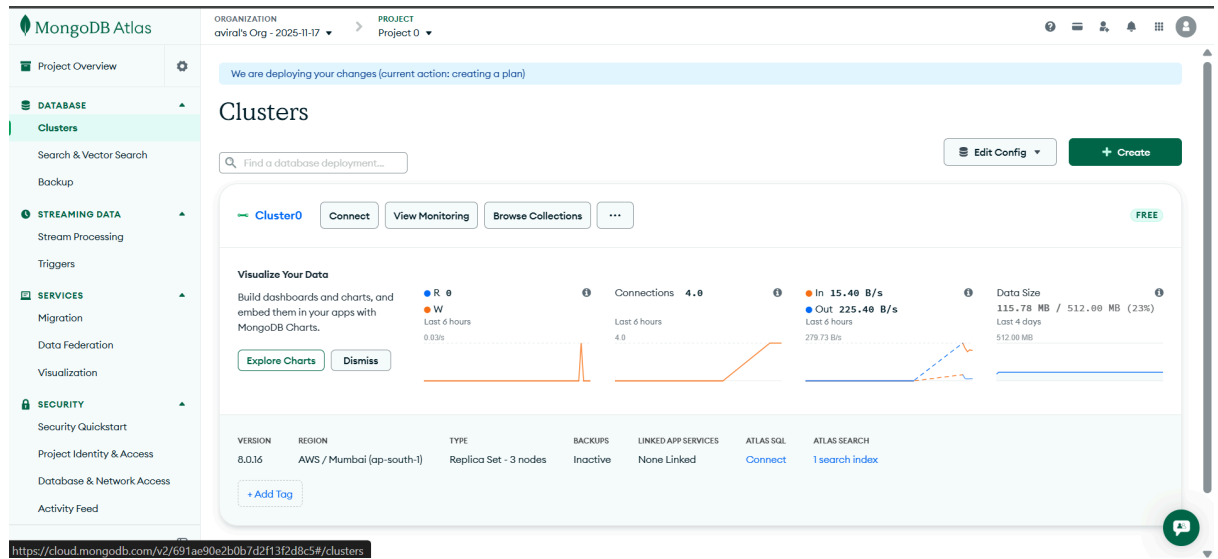 MongoDB Atlas
ORGANIZATION
aviral's Org - 2025-11-17
PROJECT
Project 0
Project Overview
DATABASE
Clusters
Search & Vector Search
Backup
STREAMING DATA
Stream Processing
Triggers
SERVICES
Migration
Data Federation
Visualization
SECURITY
Security Quickstart
Project Identity & Access
Database & Network Access
Activity Feed
We are deploying your changes (current action: creating a plan)
Clusters
Find a database deployment...
Edit Config
+ Create
Cluster0
Connect
View Monitoring
Browse Collections
...
FREE
Visualize Your Data
Build dashboards and charts, and
embed them in your apps with
MongoDB Charts.
Explore Charts
Dismiss
R 0
W
Last 6 hours
0.03/s
Connections 4.0
Last 6 hours
4.0
In 15.40 B/s
Out 225.40 B/s
Last 6 hours
279.73 B/s
Data Size
115.78 MB / 512.00 MB (23%)
Last 4 days
512.00 MB
VERSION
8.0.16
REGION
AWS / Mumbai (ap-south-1)
TYPE
Replica Set - 3 nodes
BACKUPS
Inactive
LINKED APP SERVICES
None Linked
ATLAS SQL
Connect
ATLAS SEARCH
1 search index
+ Add Tag
https://cloud.mongodb.com/v2/691ae90e2b0b7d2f13f2d8c5#/clusters